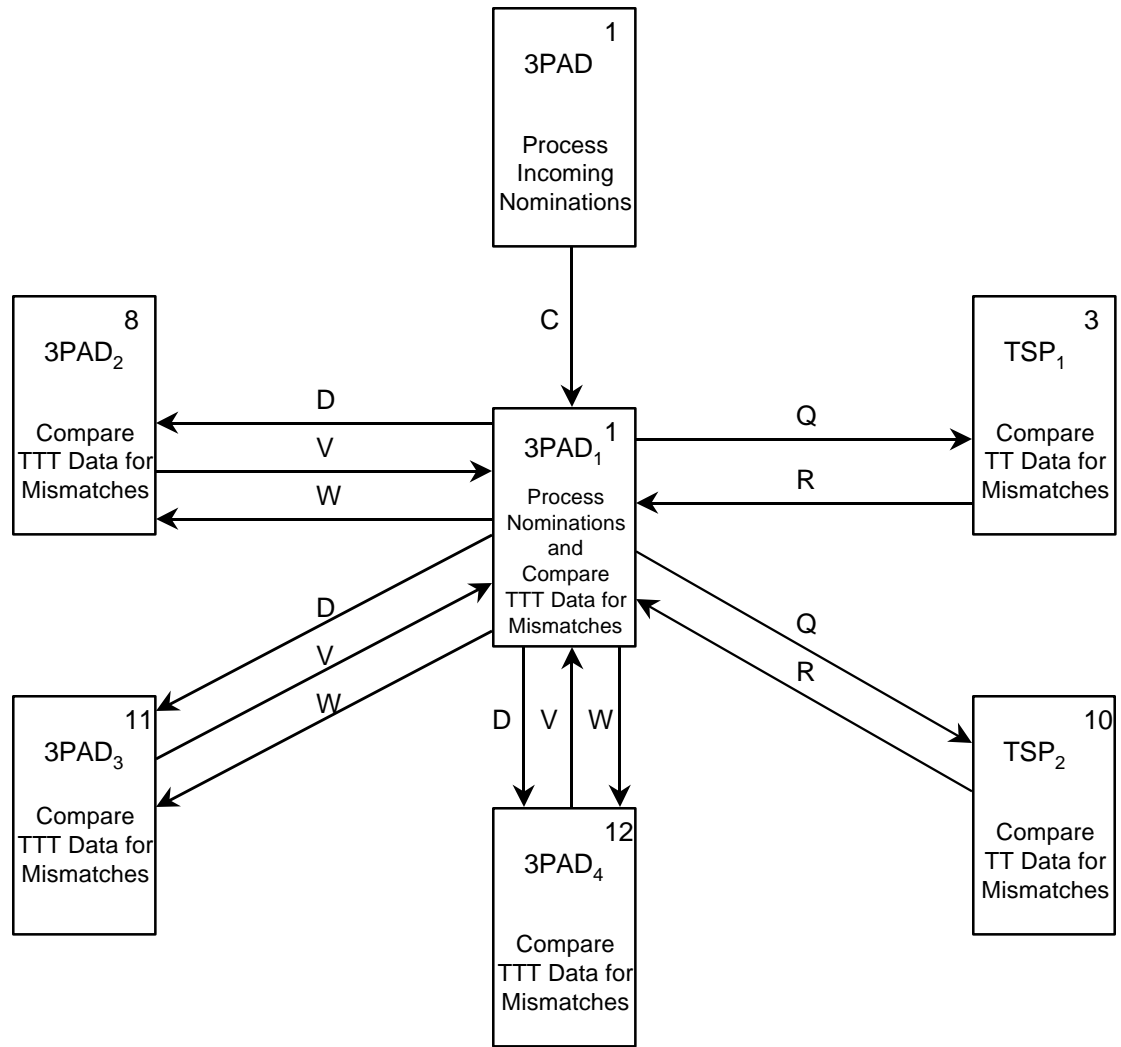 1
3PAD
Process
Incoming
Nominations
C
8
3PAD2
Compare
TTT Data for
Mismatches
D
V
W
1
3PAD1
Process
Nominations
and
Compare
TTT Data for
Mismatches
Q
R
3
TSP1
Compare
TT Data for
Mismatches
D
V
W
Q
R
11
3PAD3
Compare
TTT Data for
Mismatches
D V W
12
3PAD4
Compare
TTT Data for
Mismatches
10
TSP2
Compare
TT Data for
Mismatches